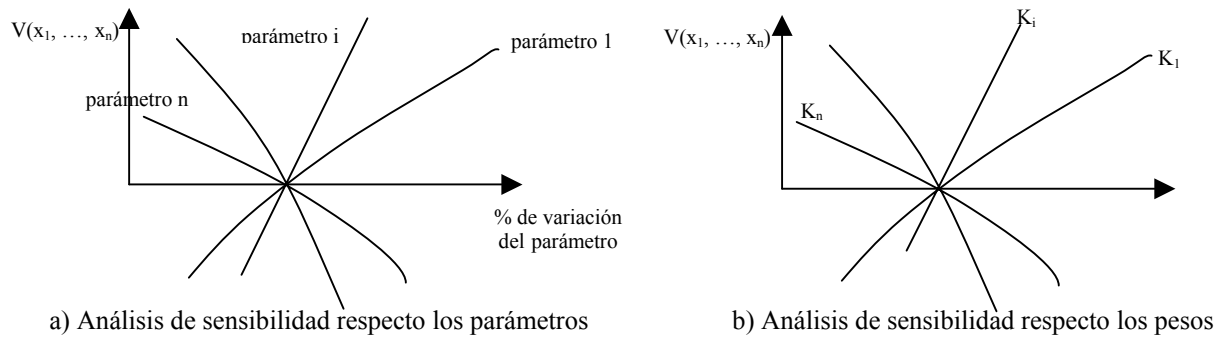 V(x₁, …, xₙ)
parámetro i
parámetro 1
parámetro n
% de variación
del parámetro
a) Análisis de sensibilidad respecto los parámetros
V(x₁, …, xₙ)
Kᵢ
K₁
Kₙ
b) Análisis de sensibilidad respecto los pesos